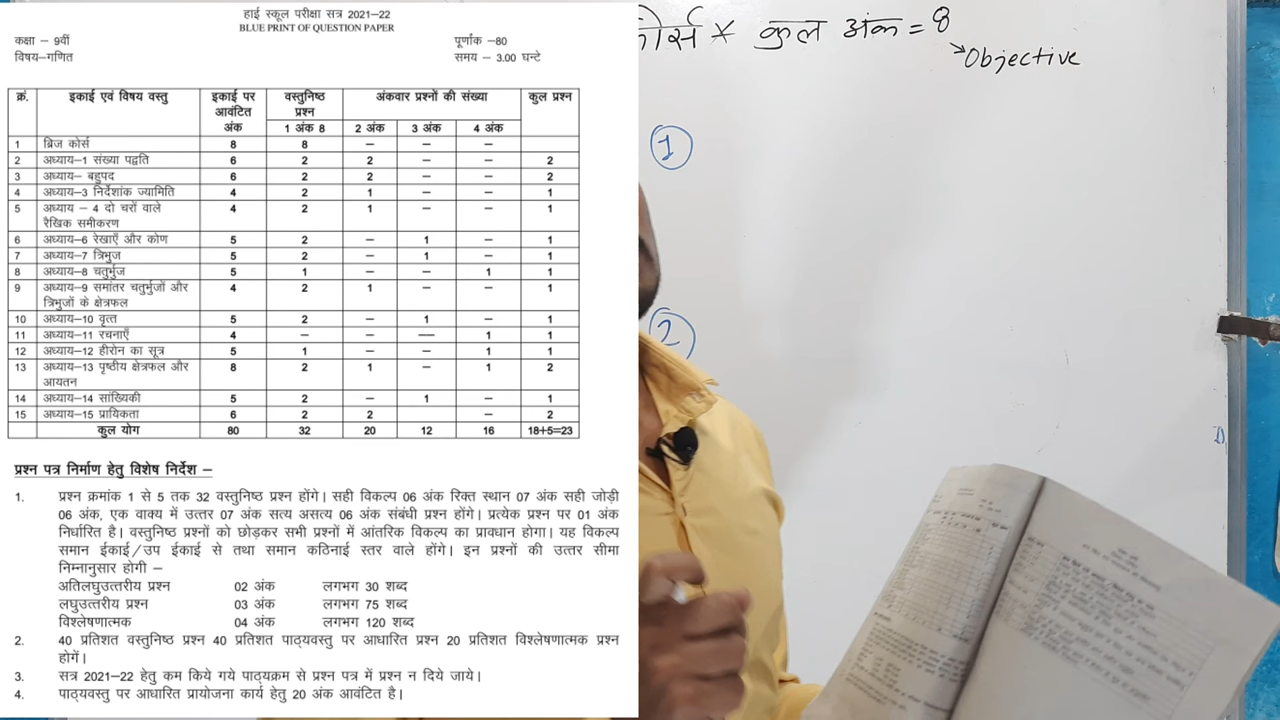 हाई स्कूल परीक्षा सत्र 2021–22
BLUE PRINT OF QUESTION PAPER
कक्षा – 9वीं पूर्णांक –80
विषय–गणित समय – 3.00 घन्टे
क्रं. इकाई एवं विषय वस्तु इकाई पर आवंटित अंक वस्तुनिष्ठ प्रश्न अंकवार प्रश्नों की संख्या कुल प्रश्न
1 अंक 8 2 अंक 3 अंक 4 अंक
1 ब्रिज कोर्स 8 8 – – –
2 अध्याय–1 संख्या पद्वति 6 2 2 – – 2
3 अध्याय– बहुपद 6 2 2 – – 2
4 अध्याय–3 निर्देशांक ज्यामिति 4 2 1 – – 1
5 अध्याय – 4 दो चरों वाले रैखिक समीकरण 4 2 1 – – 1
6 अध्याय–6 रेखाएँ और कोण 5 2 – 1 – 1
7 अध्याय–7 त्रिभुज 5 2 – 1 – 1
8 अध्याय–8 चतुर्भुज 5 1 – – 1 1
9 अध्याय–9 समांतर चतुर्भुजों और त्रिभुजों के क्षेत्रफल 4 2 1 – – 1
10 अध्याय–10 वृत्त 5 2 – 1 – 1
11 अध्याय–11 रचनाएँ 4 – – –– 1 1
12 अध्याय–12 हीरोन का सूत्र 5 1 – – 1 1
13 अध्याय–13 पृष्ठीय क्षेत्रफल और आयतन 8 2 1 – 1 2
14 अध्याय–14 सांख्यिकी 5 2 – 1 – 1
15 अध्याय–15 प्रायिकता 6 2 2 – 2
कुल योग 80 32 20 12 16 18+5=23
प्रश्न पत्र निर्माण हेतु विशेष निर्देश –
1. प्रश्न क्रमांक 1 से 5 तक 32 वस्तुनिष्ठ प्रश्न होंगे। सही विकल्प 06 अंक रिक्त स्थान 07 अंक सही जोड़ी
06 अंक, एक वाक्य में उत्तर 07 अंक सत्य असत्य 06 अंक संबंधी प्रश्न होंगे। प्रत्येक प्रश्न पर 01 अंक
निर्धारित है। वस्तुनिष्ठ प्रश्नों को छोड़कर सभी प्रश्नों में आंतरिक विकल्प का प्रावधान होगा। यह विकल्प
समान ईकाई/उप ईकाई से तथा समान कठिनाई स्तर वाले होंगे। इन प्रश्नों की उत्तर सीमा
निम्नानुसार होगी –
अतिलघुउत्तरीय प्रश्न 02 अंक लगभग 30 शब्द
लघुउत्तरीय प्रश्न 03 अंक लगभग 75 शब्द
विश्लेषणात्मक 04 अंक लगभग 120 शब्द
2. 40 प्रतिशत वस्तुनिष्ठ प्रश्न 40 प्रतिशत पाठ्यवस्तु पर आधारित प्रश्न 20 प्रतिशत विश्लेषणात्मक प्रश्न
होगें।
3. सत्र 2021–22 हेतु कम किये गये पाठ्यक्रम से प्रश्न पत्र में प्रश्न न दिये जाये।
4. पाठ्यवस्तु पर आधारित प्रायोजना कार्य हेतु 20 अंक आवंटित है।
कोर्स * कुल अंक = 8
Objective
1
2